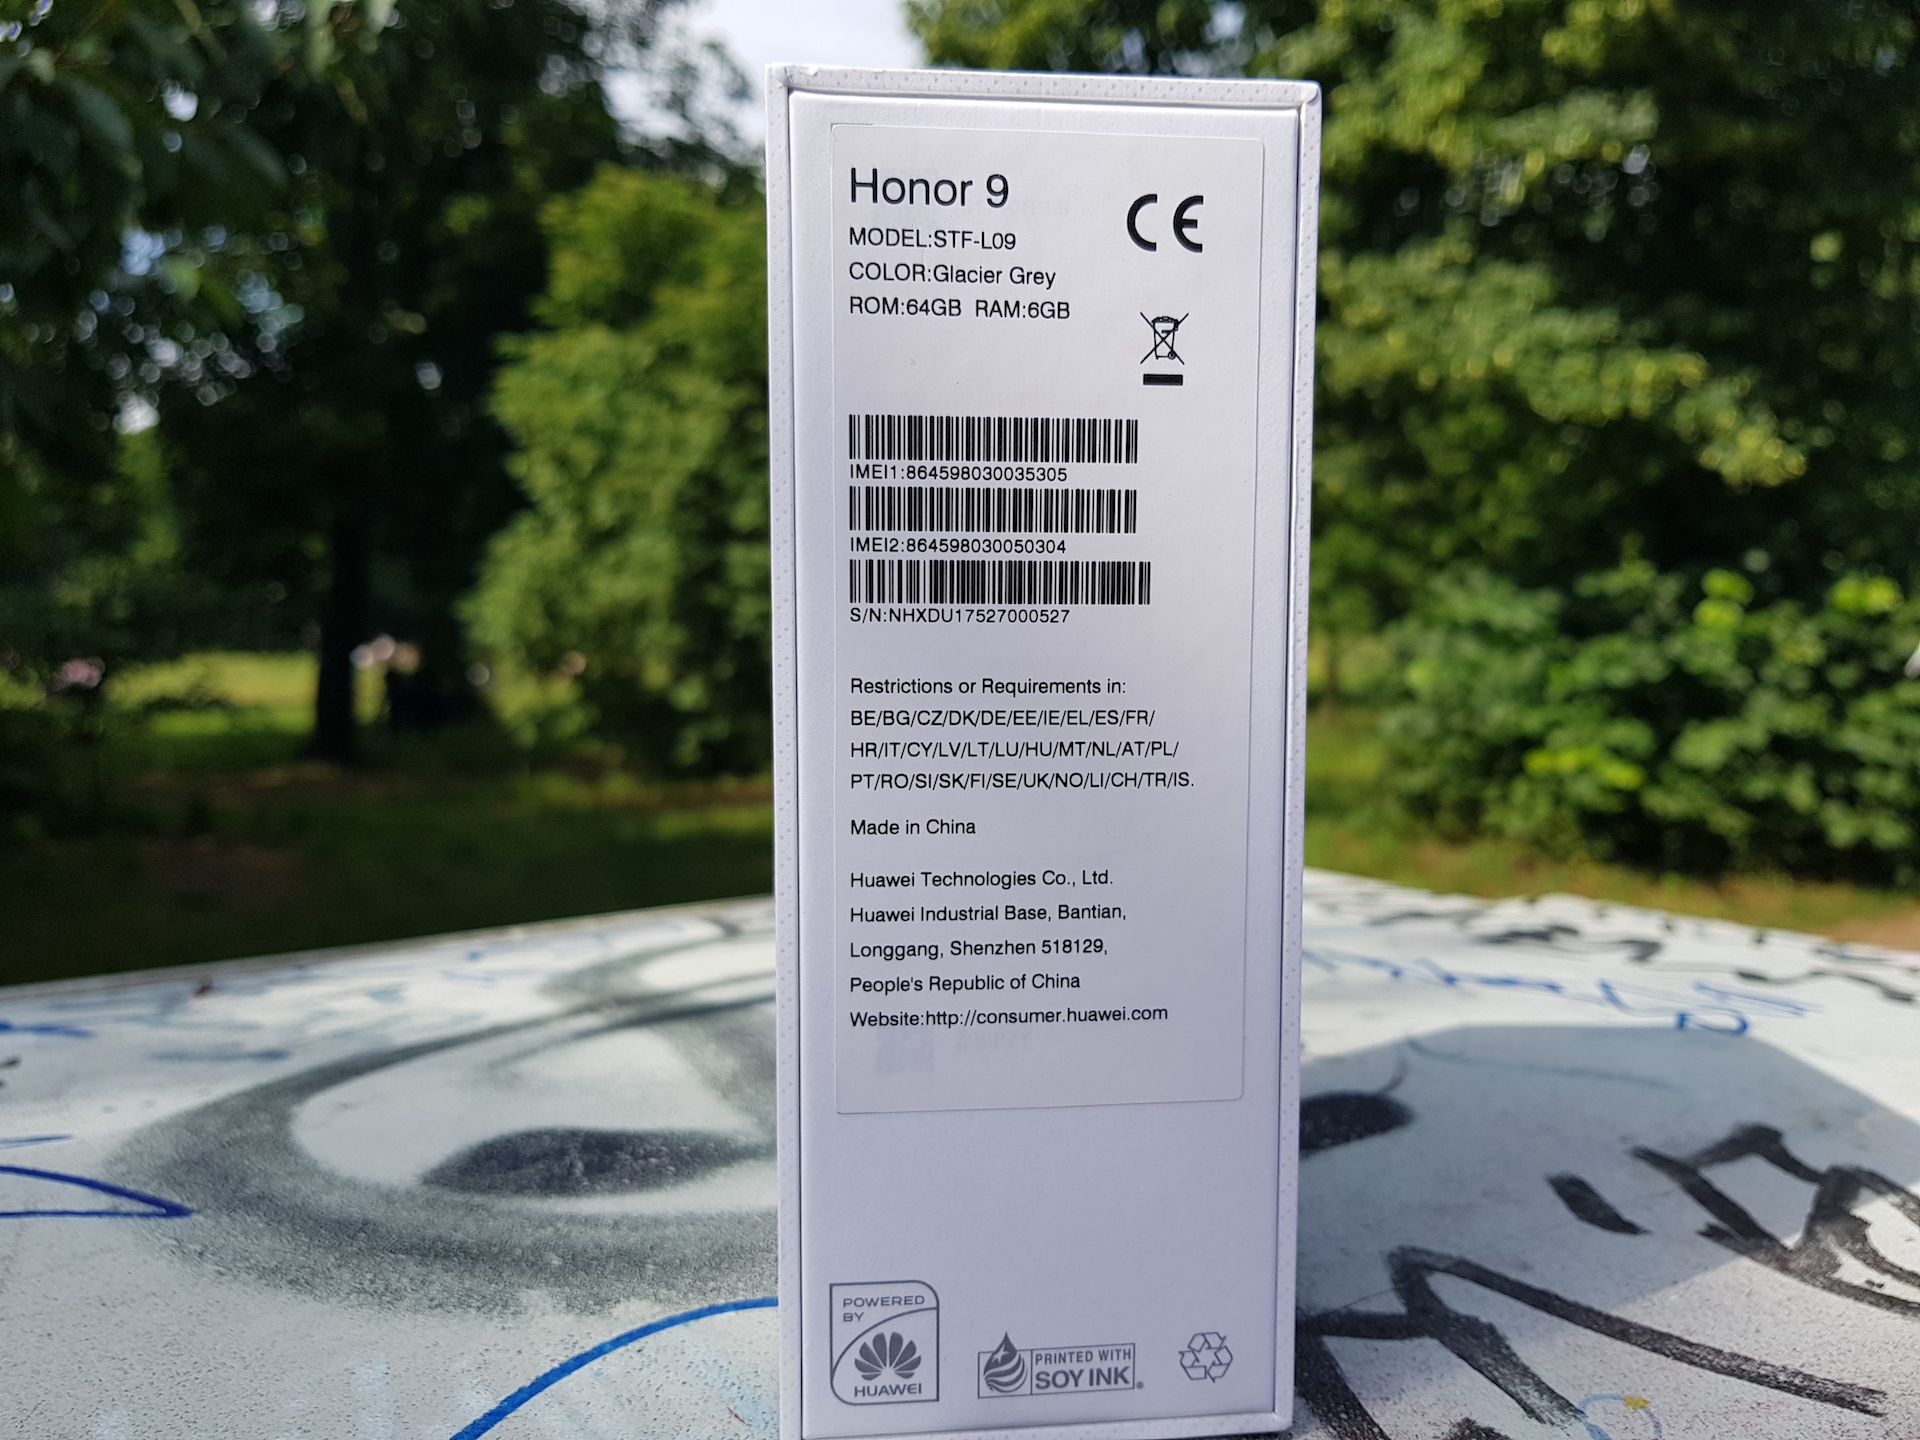 Honor 9
MODEL:STF-L09
COLOR:Glacier Grey
ROM:64GB RAM:6GB
CE
IMEI1:864598030035305
IMEI2:864598030050304
S/N:NHXDU17527000527
Restrictions or Requirements in:
BE/BG/CZ/DK/DE/EE/IE/EL/ES/FR/
HR/IT/CY/LV/LT/LU/HU/MT/NL/AT/PL/
PT/RO/SI/SK/FI/SE/UK/NO/LI/CH/TR/IS.
Made in China
Huawei Technologies Co., Ltd.
Huawei Industrial Base, Bantian,
Longgang, Shenzhen 518129,
People's Republic of China
Website:http://consumer.huawei.com
POWERED
BY
HUAWEI
PRINTED WITH
SOY INK®